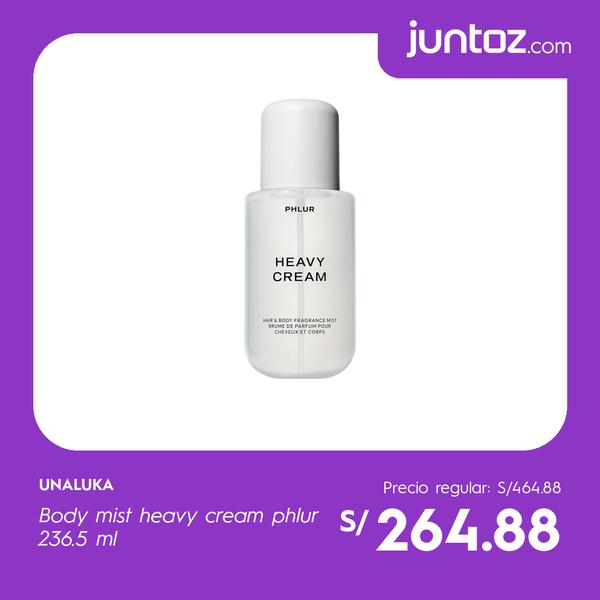 juntoz.com
PHLUR
HEAVY
CREAM
HAIR & BODY FRAGRANCE MIST
BRUME DE PARFUM POUR
CHEVEUX ET CORPS
UNALUKA
Body mist heavy cream phlur
236.5 ml
Precio regular: S/464.88
S/ 264.88